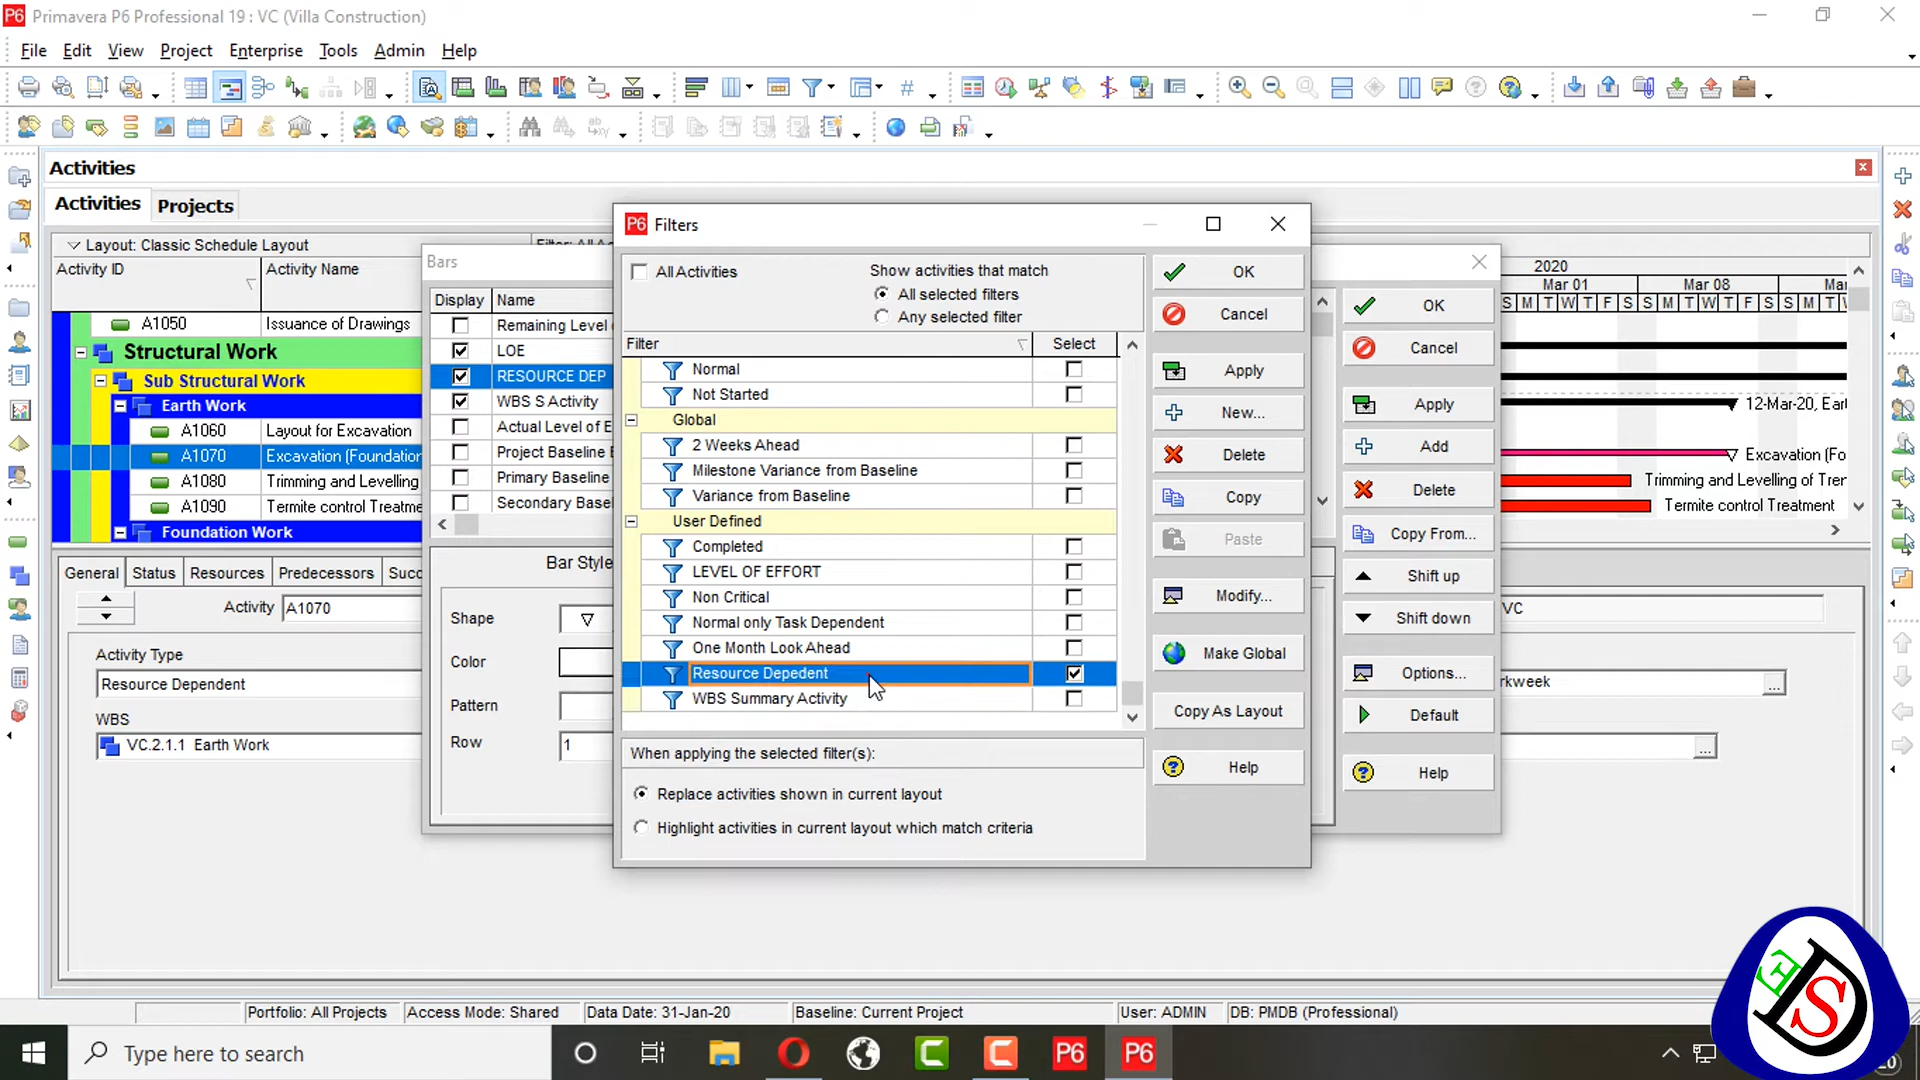 Primavera P6 Professional 19 : VC (Villa Construction)
File Edit View Project Enterprise Tools Admin Help
Activities
Activities Projects
Layout: Classic Schedule Layout
Activity ID Activity Name
A1050 Issuance of Drawings
Structural Work
Sub Structural Work
Earth Work
A1060 Layout for Excavation
A1070 Excavation (Foundation
A1080 Trimming and Levelling
A1090 Termite control Treatme
Foundation Work
Bars
Display Name
Remaining Level
LOE
RESOURCE DEP
WBS S Activity
Actual Level of E
Project Baseline
Primary Baseline
Secondary Base
Bar Style
Shape
Color
Pattern
Row 1
P6 Filters
All Activities
Show activities that match
All selected filters
Any selected filter
Filter Select
Normal
Not Started
Global
2 Weeks Ahead
Milestone Variance from Baseline
Variance from Baseline
User Defined
Completed
LEVEL OF EFFORT
Non Critical
Normal only Task Dependent
One Month Look Ahead
Resource Depedent
WBS Summary Activity
When applying the selected filter(s):
Replace activities shown in current layout
Highlight activities in current layout which match criteria
OK
Cancel
Apply
New...
Delete
Copy
Paste
Modify...
Make Global
Copy As Layout
Help
OK
Cancel
Apply
Add
Delete
Copy From...
Shift up
Shift down
Options...
Default
Help
2020
Mar 01 Mar 08 Mar
S M T W T F S S M T W T F S S M T W T
12-Mar-20, Earl
Excavation (Fo
Trimming and Levelling of Tren
Termite control Treatment
General Status Resources Predecessors Succ
Activity A1070
VC
Activity Type
Resource Dependent
rkweek
WBS
VC.2.1.1 Earth Work
Portfolio: All Projects Access Mode: Shared Data Date: 31-Jan-20 Baseline: Current Project User: ADMIN DB: PMDB (Professional)
Type here to search
P6 P6